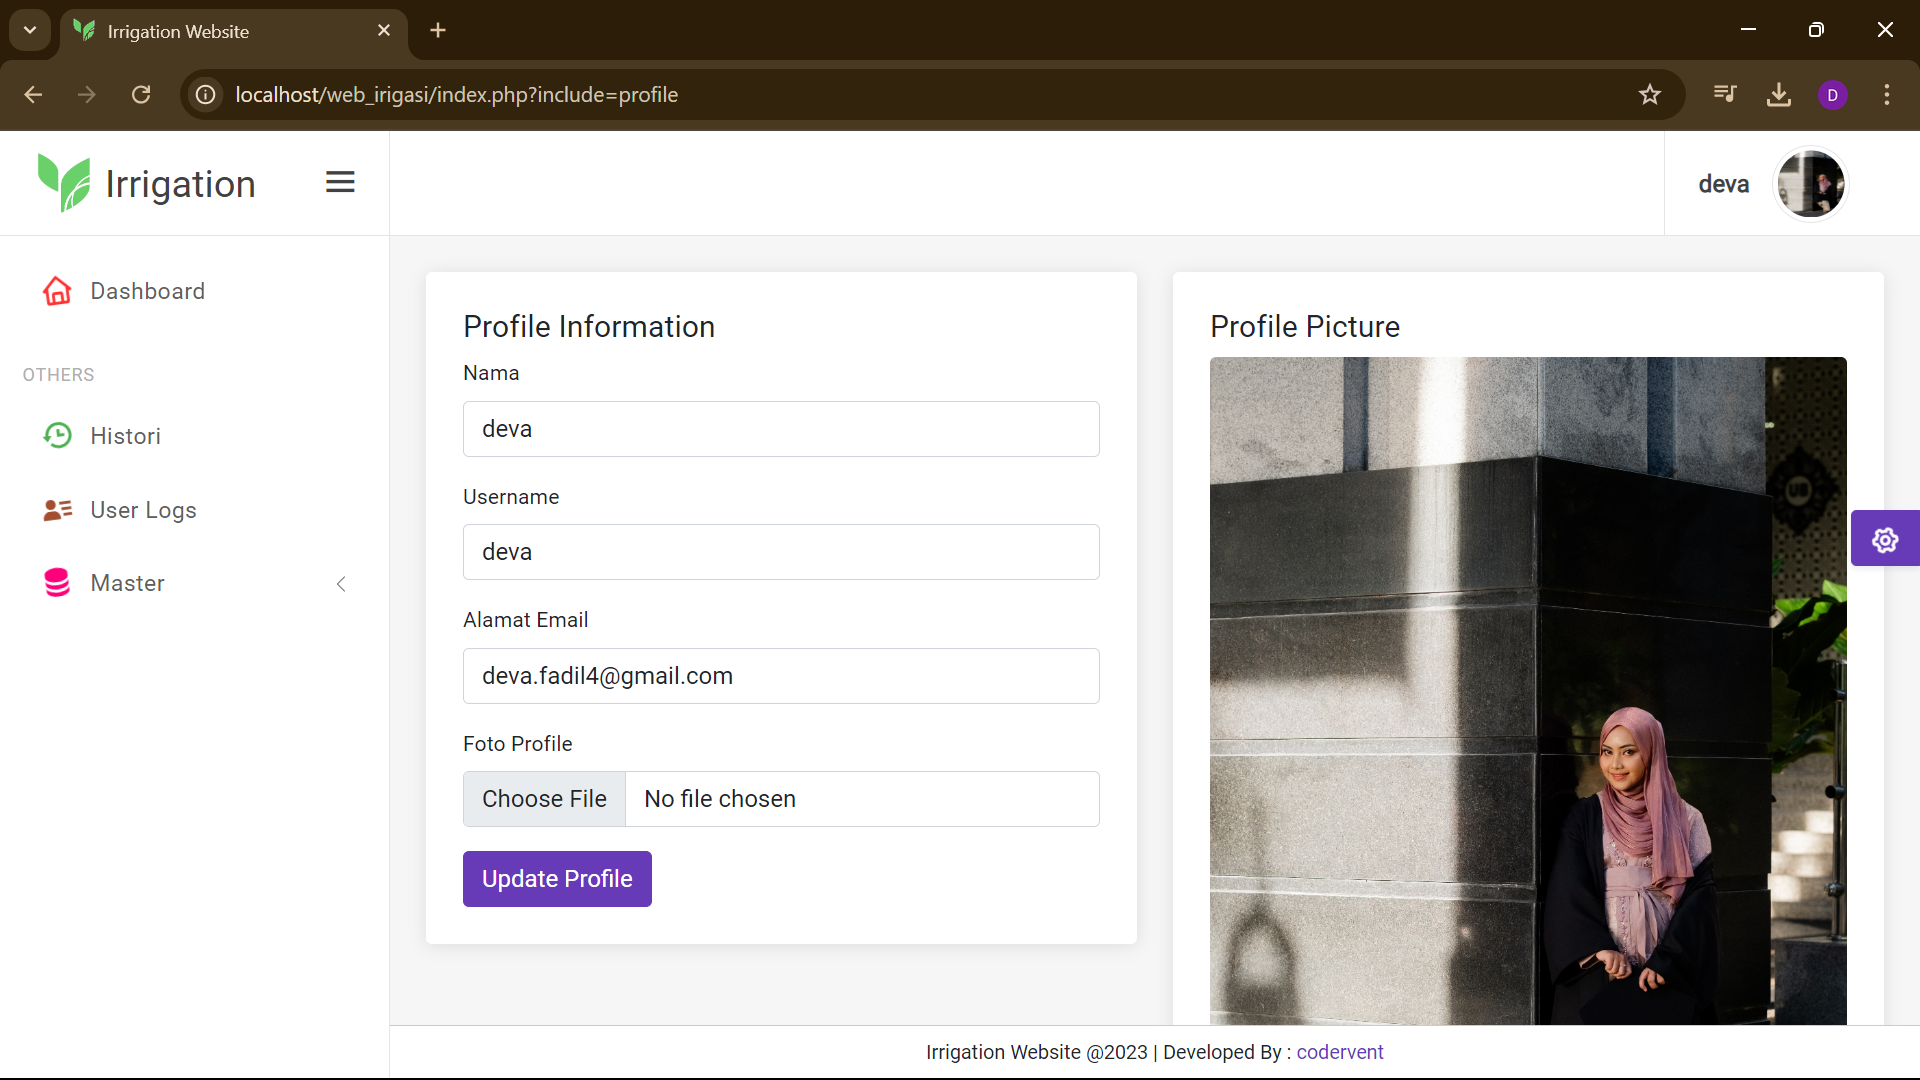 Irrigation Website
localhost/web_irigasi/index.php?include=profile
D
Irrigation
deva
Dashboard
OTHERS
Histori
User Logs
Master
Profile Information
Nama
deva
Username
deva
Alamat Email
deva.fadil4@gmail.com
Foto Profile
Choose File No file chosen
Update Profile
Profile Picture
Irrigation Website @2023 | Developed By : codervent